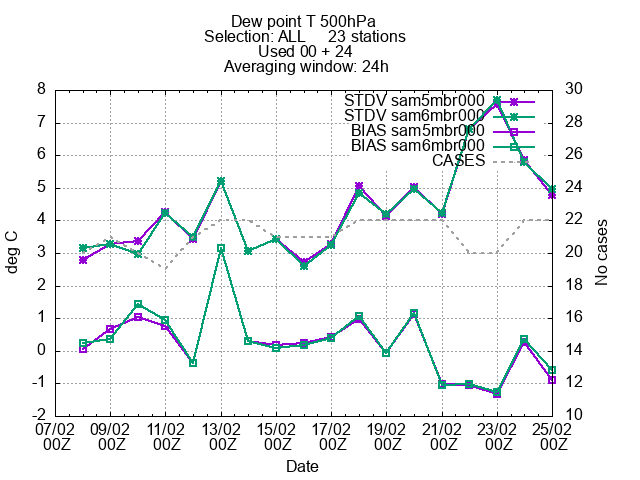 Dew point T 500hPa
Selection: ALL     23 stations
Used 00 + 24
Averaging window: 24h
STDV sam5mbr000
STDV sam6mbr000
BIAS sam5mbr000
BIAS sam6mbr000
CASES
8
7
6
5
4
3
2
1
0
-1
-2
deg C
30
28
26
24
22
20
18
16
14
12
10
No cases
07/02 09/02 11/02 13/02 15/02 17/02 19/02 21/02 23/02 25/02
00Z 00Z 00Z 00Z 00Z 00Z 00Z 00Z 00Z 00Z
Date